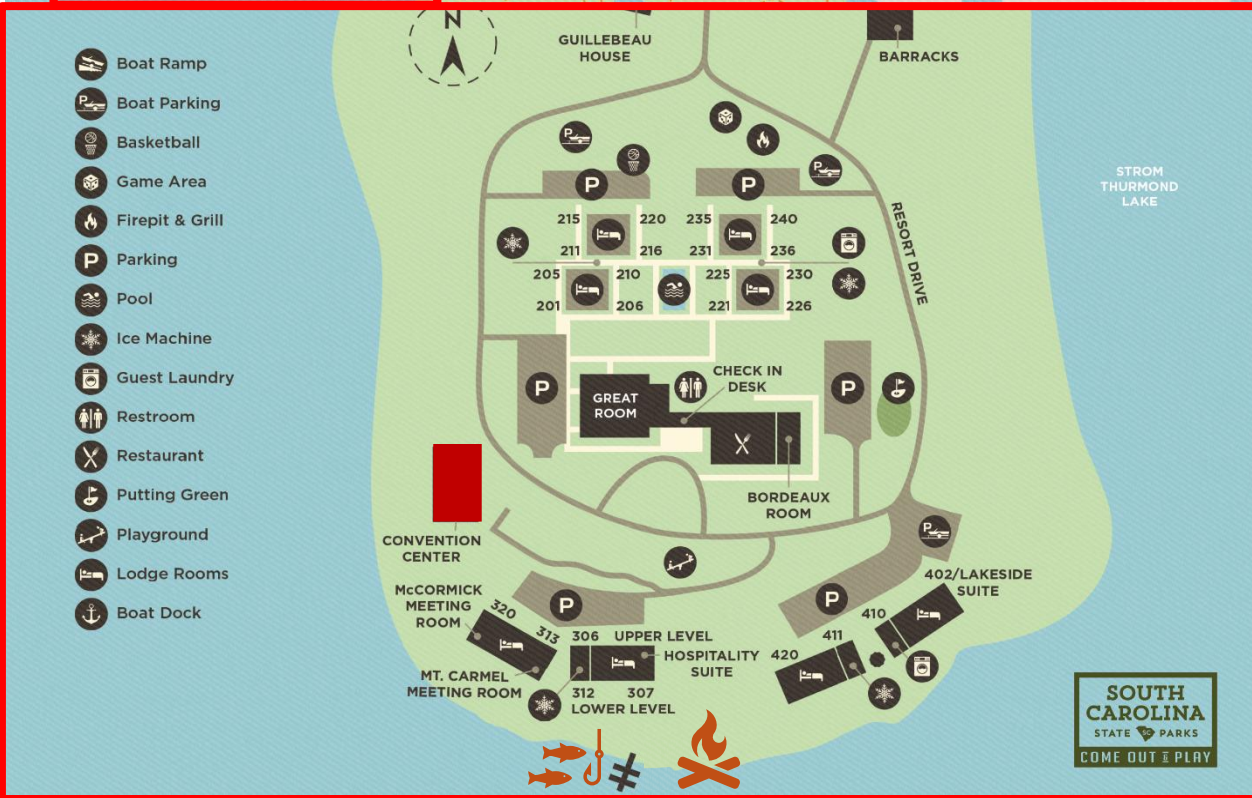 N
GUILLEBEAU
HOUSE
BARRACKS
Boat Ramp
Boat Parking
Basketball
Game Area
Firepit & Grill
Parking
Pool
Ice Machine
Guest Laundry
Restroom
Restaurant
Putting Green
Playground
Lodge Rooms
Boat Dock
P
P
P
STROM
THURMOND
LAKE
P
P
P
RESORT DRIVE
215
220
235
240
211
216
231
236
205
210
225
230
201
206
221
226
P
GREAT
ROOM
CHECK IN
DESK
P
BORDEAUX
ROOM
CONVENTION
CENTER
P
McCORMICK
MEETING
ROOM
320
313
P
306 UPPER LEVEL
HOSPITALITY
SUITE
MT. CARMEL
MEETING ROOM
312
307
LOWER LEVEL
P
402/LAKESIDE
SUITE
410
411
420
SOUTH
CAROLINA
STATE SC PARKS
COME OUT & PLAY